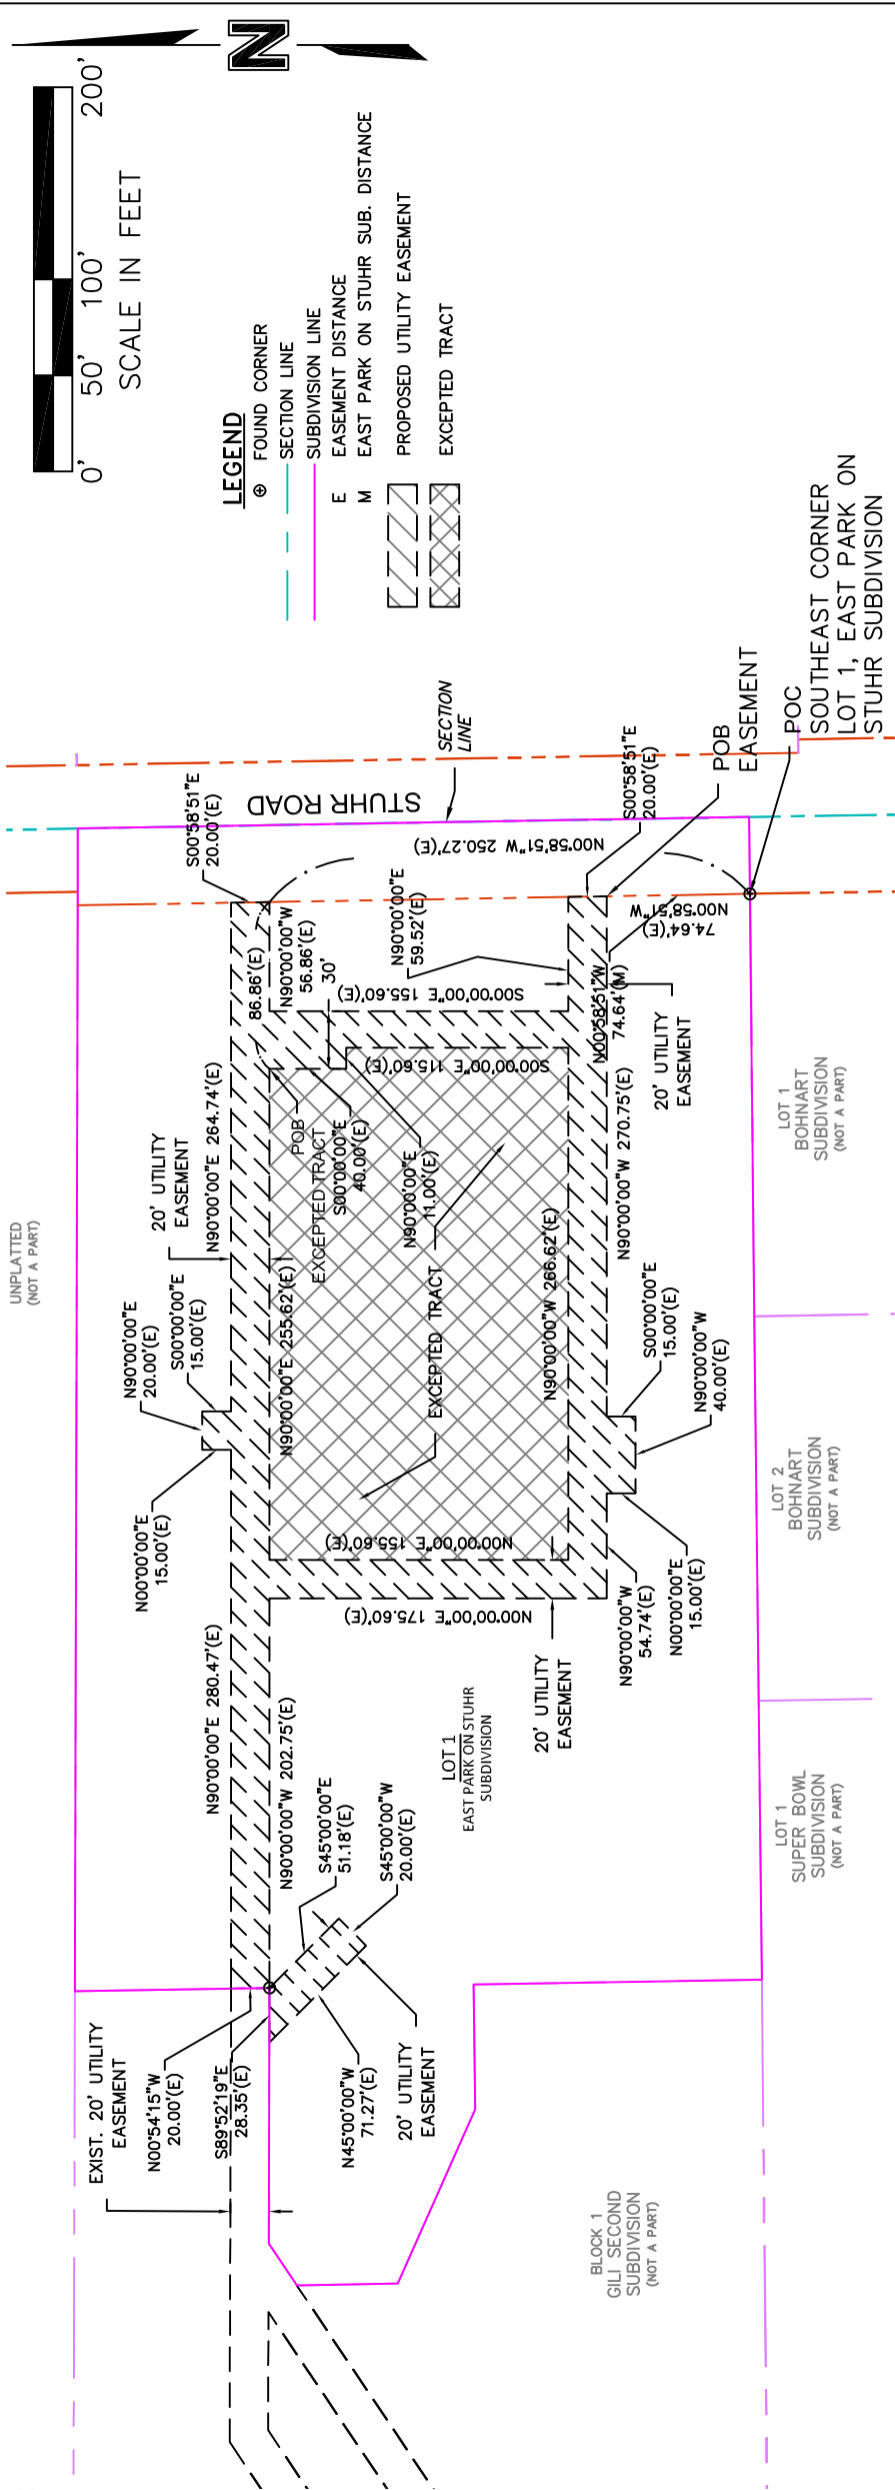 N
0' 50' 100' 200'
SCALE IN FEET
LEGEND
FOUND CORNER
SECTION LINE
SUBDIVISION LINE
E EASEMENT DISTANCE
M EAST PARK ON STUHR SUB. DISTANCE
PROPOSED UTILITY EASEMENT
EXCEPTED TRACT
UNPLATTED
(NOT A PART)
EXIST. 20' UTILITY
EASEMENT
N00°54'15"W
20.00'(E)
S89°52'19"E
28.35'(E)
N45°00'00"W
71.27'(E)
20' UTILITY
EASEMENT
S45°00'00"E
51.18'(E)
S45°00'00"W
20.00'(E)
N90°00'00"E 280.47'(E)
N90°00'00"W 202.75'(E)
N00°00'00"E
15.00'(E)
N90°00'00"E
20.00'(E)
S00°00'00"E
15.00'(E)
20' UTILITY
EASEMENT
N90°00'00"E 264.74'(E)
S00°58'51"E
20.00'(E)
STUHR ROAD
SECTION
LINE
86.86'(E)
N90°00'00"W
56.86'(E)
30'
S00°00'00"E 155.60'(E)
S00°00'00"E 115.60'(E)
POB
EXCEPTED TRACT
S00°00'00"E
40.00'(E)
N90°00'00"E
11.00'(E)
N90°00'00"E 255.62'(E)
EXCEPTED TRACT
N90°00'00"W 266.62'(E)
N00°00'00"E 155.60'(E)
N00°00'00"E 175.60'(E)
N90°00'00"E
59.52'(E)
N00°58'51"W 250.27'(E)
S00°58'51"E
20.00'(E)
N00°58'51"W
74.64'(E)
N00°58'51"W
74.64'(M)
20' UTILITY
EASEMENT
N90°00'00"W 270.75'(E)
S00°00'00"E
15.00'(E)
N90°00'00"W
40.00'(E)
N00°00'00"E
15.00'(E)
N90°00'00"W
54.74'(E)
20' UTILITY
EASEMENT
LOT 1
EAST PARK ON STUHR
SUBDIVISION
POB
EASEMENT
POC
SOUTHEAST CORNER
LOT 1, EAST PARK ON
STUHR SUBDIVISION
BLOCK 1
GILI SECOND
SUBDIVISION
(NOT A PART)
LOT 1
SUPER BOWL
SUBDIVISION
(NOT A PART)
LOT 2
BOHNART
SUBDIVISION
(NOT A PART)
LOT 1
BOHNART
SUBDIVISION
(NOT A PART)